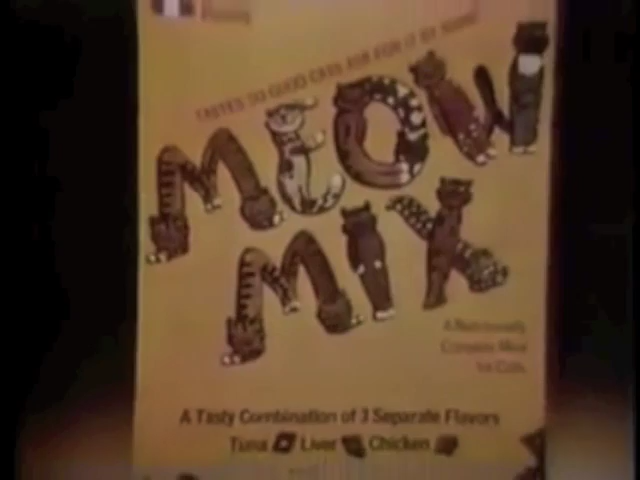 TASTES SO GOOD CATS ASK FOR IT BY NAME
MEOW
MIX
A Nutritionally
Complete Meal
for Cats
A Tasty Combination of 3 Separate Flavors
Tuna Liver Chicken